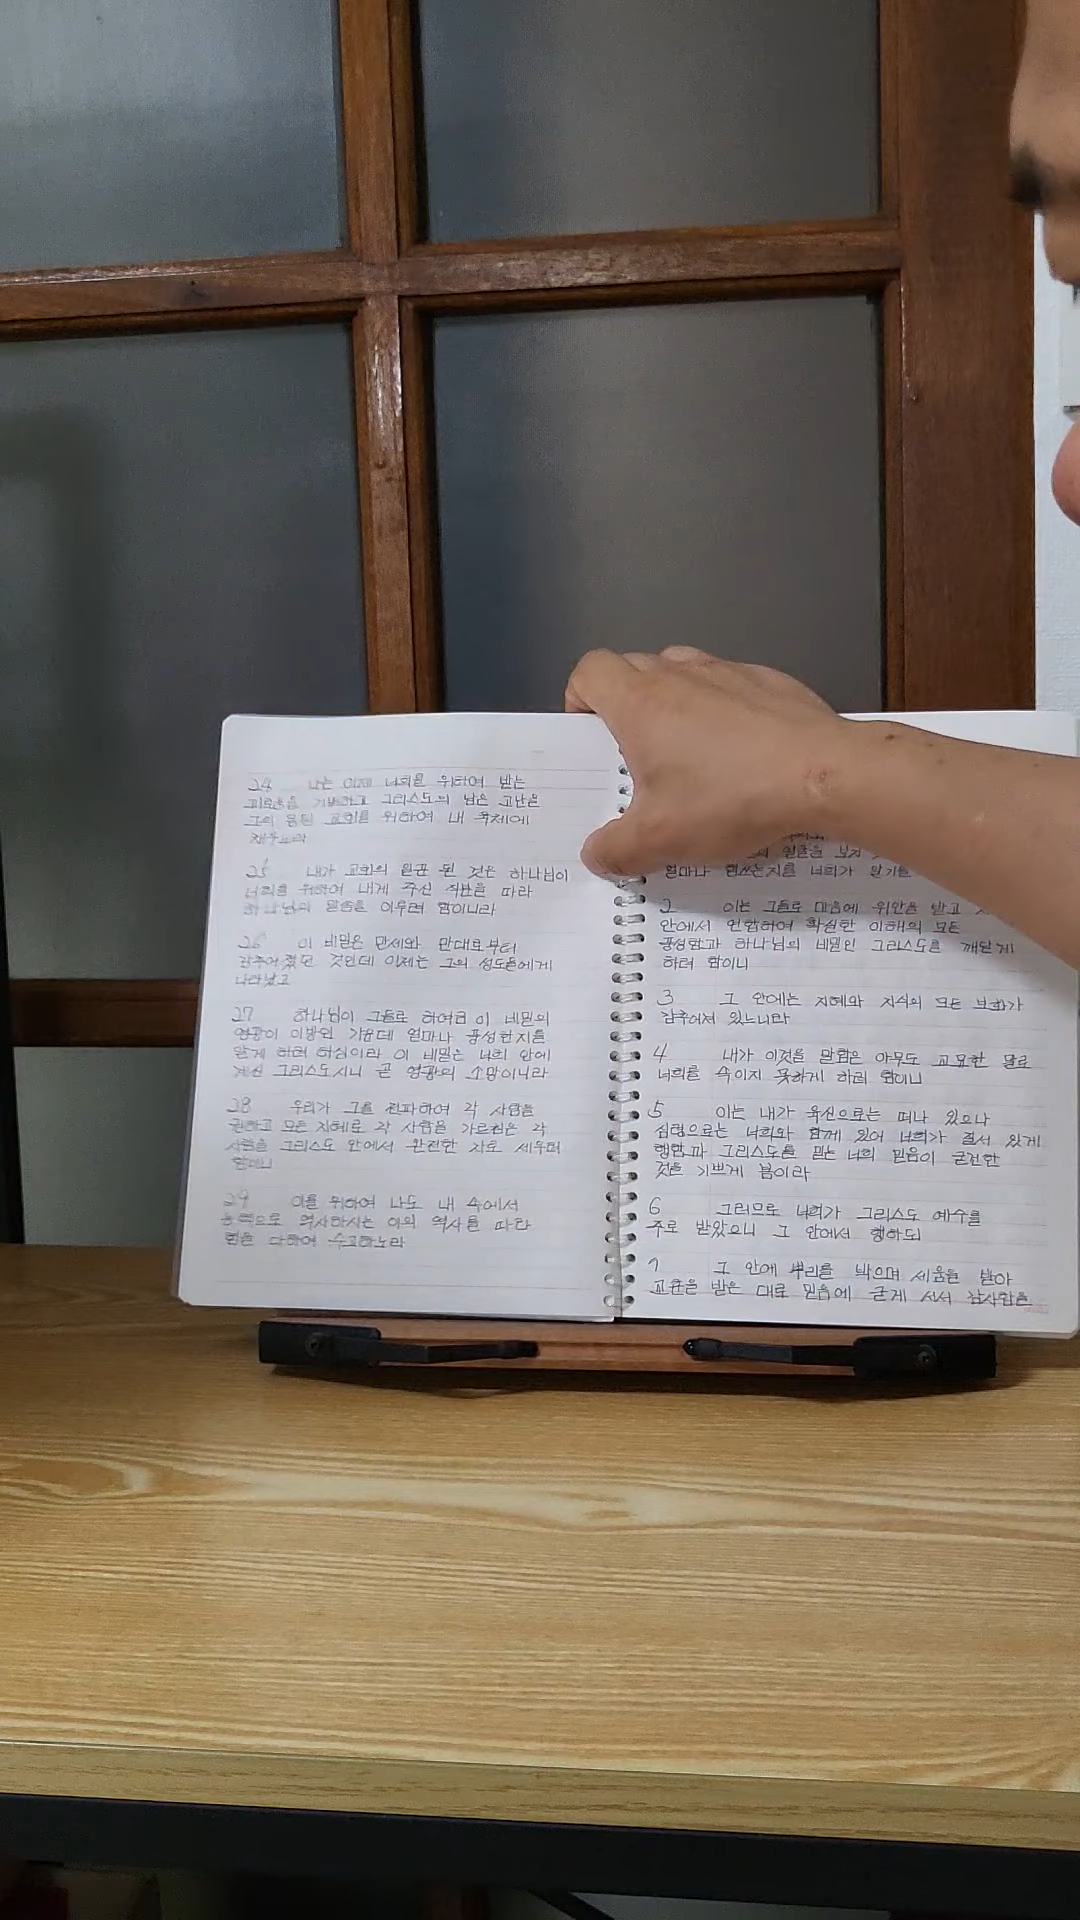 24 나는 이제 너희를 위하여 받는
괴로움을 기뻐하고 그리스도의 남은 고난을
그의 몸된 교회를 위하여 내 육체에
채우노라
25 내가 교회의 일꾼 된 것은 하나님이
너희를 위하여 내게 주신 직분을 따라
하나님의 말씀을 이루려 함이니라
26 이 비밀은 만세와 만대로부터
감추어졌던 것인데 이제는 그의 성도들에게
나타났고
27 하나님이 그들로 하여금 이 비밀의
영광이 이방인 가운데 얼마나 풍성한지를
알게 하려 하심이라 이 비밀은 너희 안에
계신 그리스도시니 곧 영광의 소망이니라
28 우리가 그를 전파하여 각 사람을
권하고 모든 지혜로 각 사람을 가르침은 각
사람을 그리스도 안에서 완전한 자로 세우려
함이니
29 이를 위하여 나도 내 속에서
능력으로 역사하시는 이의 역사를 따라
힘을 다하여 수고하노라
얼굴을 보지
얼마나 힘쓰는지를 너희가 알기를
2 이는 그들로 마음에 위안을 받고
안에서 연합하여 확실한 이해의 모든
풍성함과 하나님의 비밀인 그리스도를 깨닫게
하려 함이니
3 그 안에는 지혜와 지식의 모든 보화가
감추어져 있느니라
4 내가 이것을 말함은 아무도 교묘한 말로
너희를 속이지 못하게 하려 함이니
5 이는 내가 육신으로는 떠나 있으나
심령으로는 너희와 함께 있어 너희가 질서 있게
행함과 그리스도를 믿는 너희 믿음이 굳건한
것을 기쁘게 봄이라
6 그러므로 너희가 그리스도 예수를
주로 받았으니 그 안에서 행하되
7 그 안에 뿌리를 박으며 세움을 받아
교훈을 받은 대로 믿음에 굳게 서서 감사함을